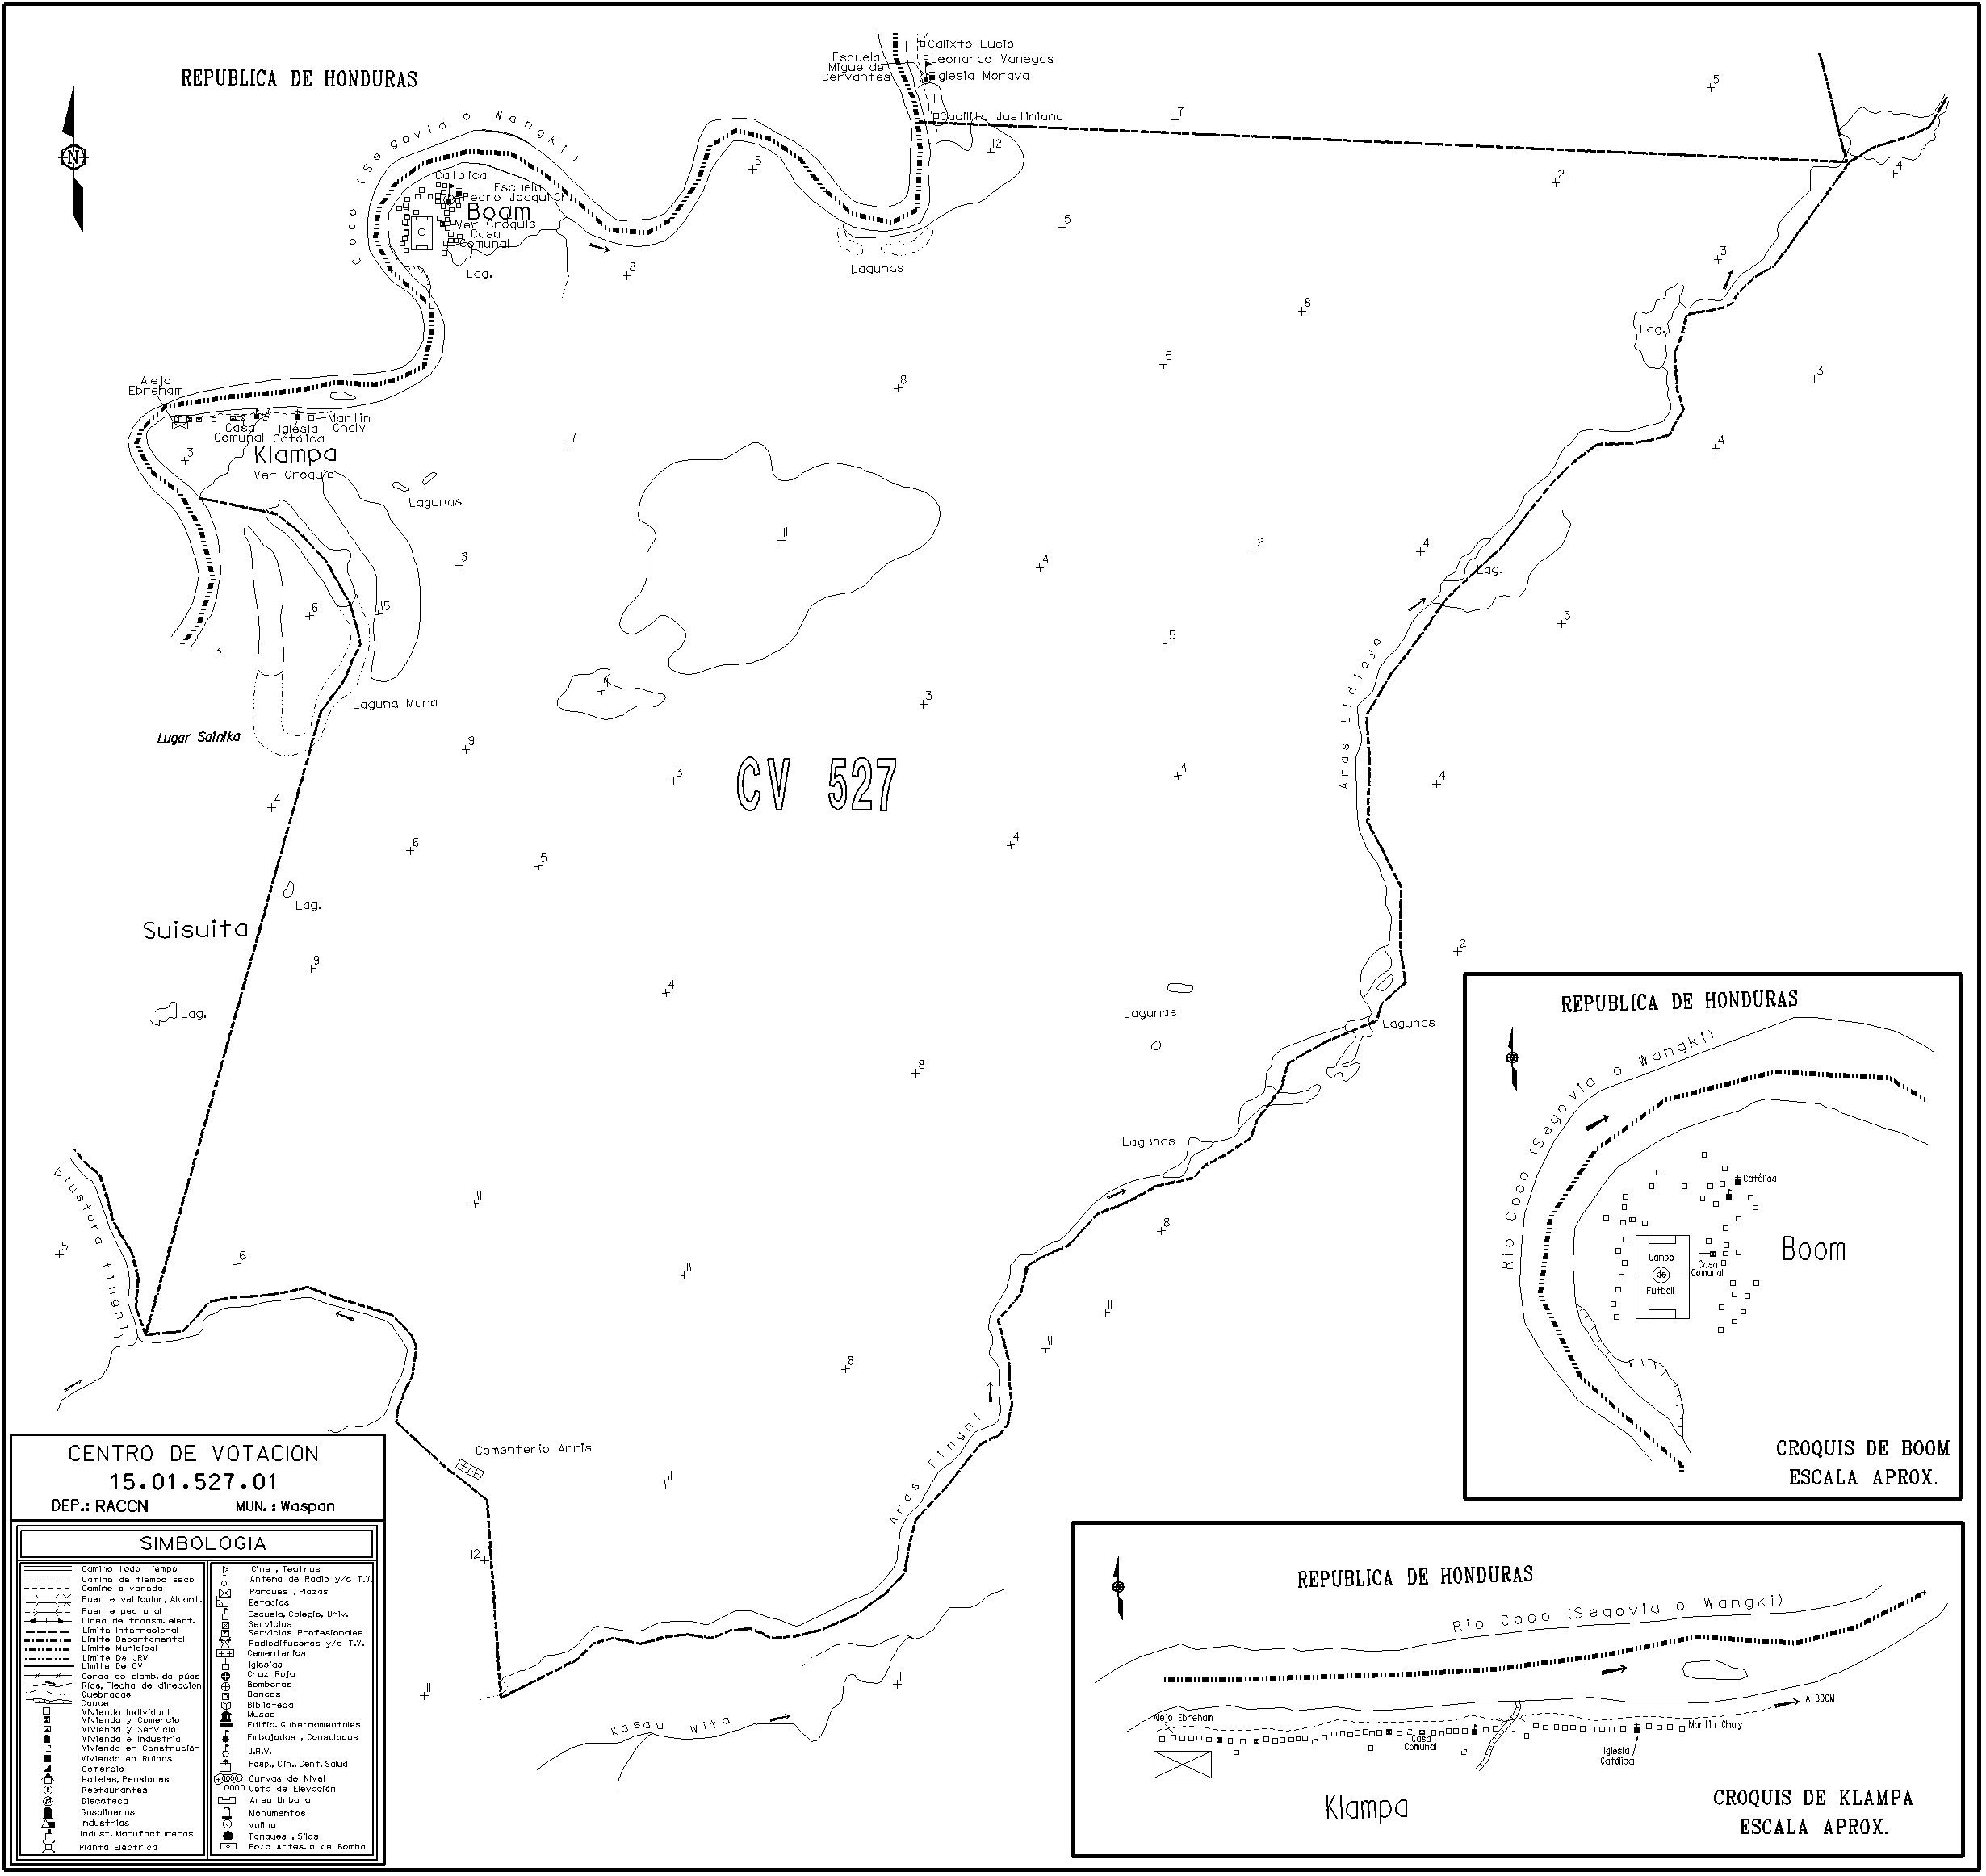 REPUBLICA DE HONDURAS
N
Coco (Segovia o Wangki)
Catolica
Escuela
Pedro Joaqui Ch.
Boom
Ver Croquis
Casa
Comunal
Lag.
Escuela
Miguel de
Cervantes
Calixto Lucio
Leonardo Vanegas
Iglesia Morava
Cacilita Justiniano
11
12
5
7
2
5
4
3
5
8
Lagunas
8
5
8
Lag.
3
4
Alejo
Ebreham
Casa
Comunal
Iglesia
Católica
Martin
Chaly
Klampa
Ver Croquis
3
Lagunas
7
3
11
4
2
4
Lag.
3
6
15
3
5
Laguna Muna
Lugar Sainika
11
3
9
3
CV 527
4
4
Aras Lidlaya
4
6
5
4
Lag.
Suisuita
9
Lag.
4
2
Lagunas
Lagunas
8
Lagunas
11
8
biustara tingni
5
6
11
11
11
8
Cementerio Anris
11
12
Aras Tingni
11
11
Kasau Wita
REPUBLICA DE HONDURAS
Rio Coco (Segovia o Wangki)
Católica
Campo
de
Futboll
Casa
Comunal
Boom
CROQUIS DE BOOM
ESCALA APROX.
REPUBLICA DE HONDURAS
Rio Coco (Segovia o Wangki)
A BOOM
Alejo Ebreham
Casa
Comunal
Iglesia
Católica
Martin Chaly
Klampa
CROQUIS DE KLAMPA
ESCALA APROX.
CENTRO DE VOTACION
15.01.527.01
DEP.: RACCN MUN.: Waspan
SIMBOLOGIA
Camino todo tiempo
Camino de tiempo seco
Camino o vereda
Puente vehicular, Alcant.
Puente peatonal
Linea de transm. elect.
Limite Internacional
Limite Departamental
Limite Municipal
Limite De JRV
Limite De CV
Cerca de alamb. de púas
Ríos, Flecha de dirección
Quebradas
Cauce
Vivienda Individual
Vivienda y Comercio
Vivienda y Servicio
Vivienda e Industria
Vivienda en Construcción
Vivienda en Ruinas
Comercio
Hoteles, Pensiones
Restaurantes
Discoteca
Gasolineras
Industrias
Indust. Manufactureras
Planta Electrica
Cine, Teatros
Antena de Radio y/o T.V.
Parques, Plazas
Estadios
Escuela, Colegio, Univ.
Servicios
Servicios Profesionales
Radiodifusoras y/o T.V.
Cementerios
Iglesias
Cruz Roja
Bomberos
Bancos
Biblioteca
Museo
Edific. Gubernamentales
Embajadas, Consulados
J.R.V.
Hosp., Clin., Cent. Salud
Curvas de Nivel
0000 Cota de Elevación
Area Urbana
Monumentos
Molino
Tanques, Silos
Pozo Artes. o de Bomba